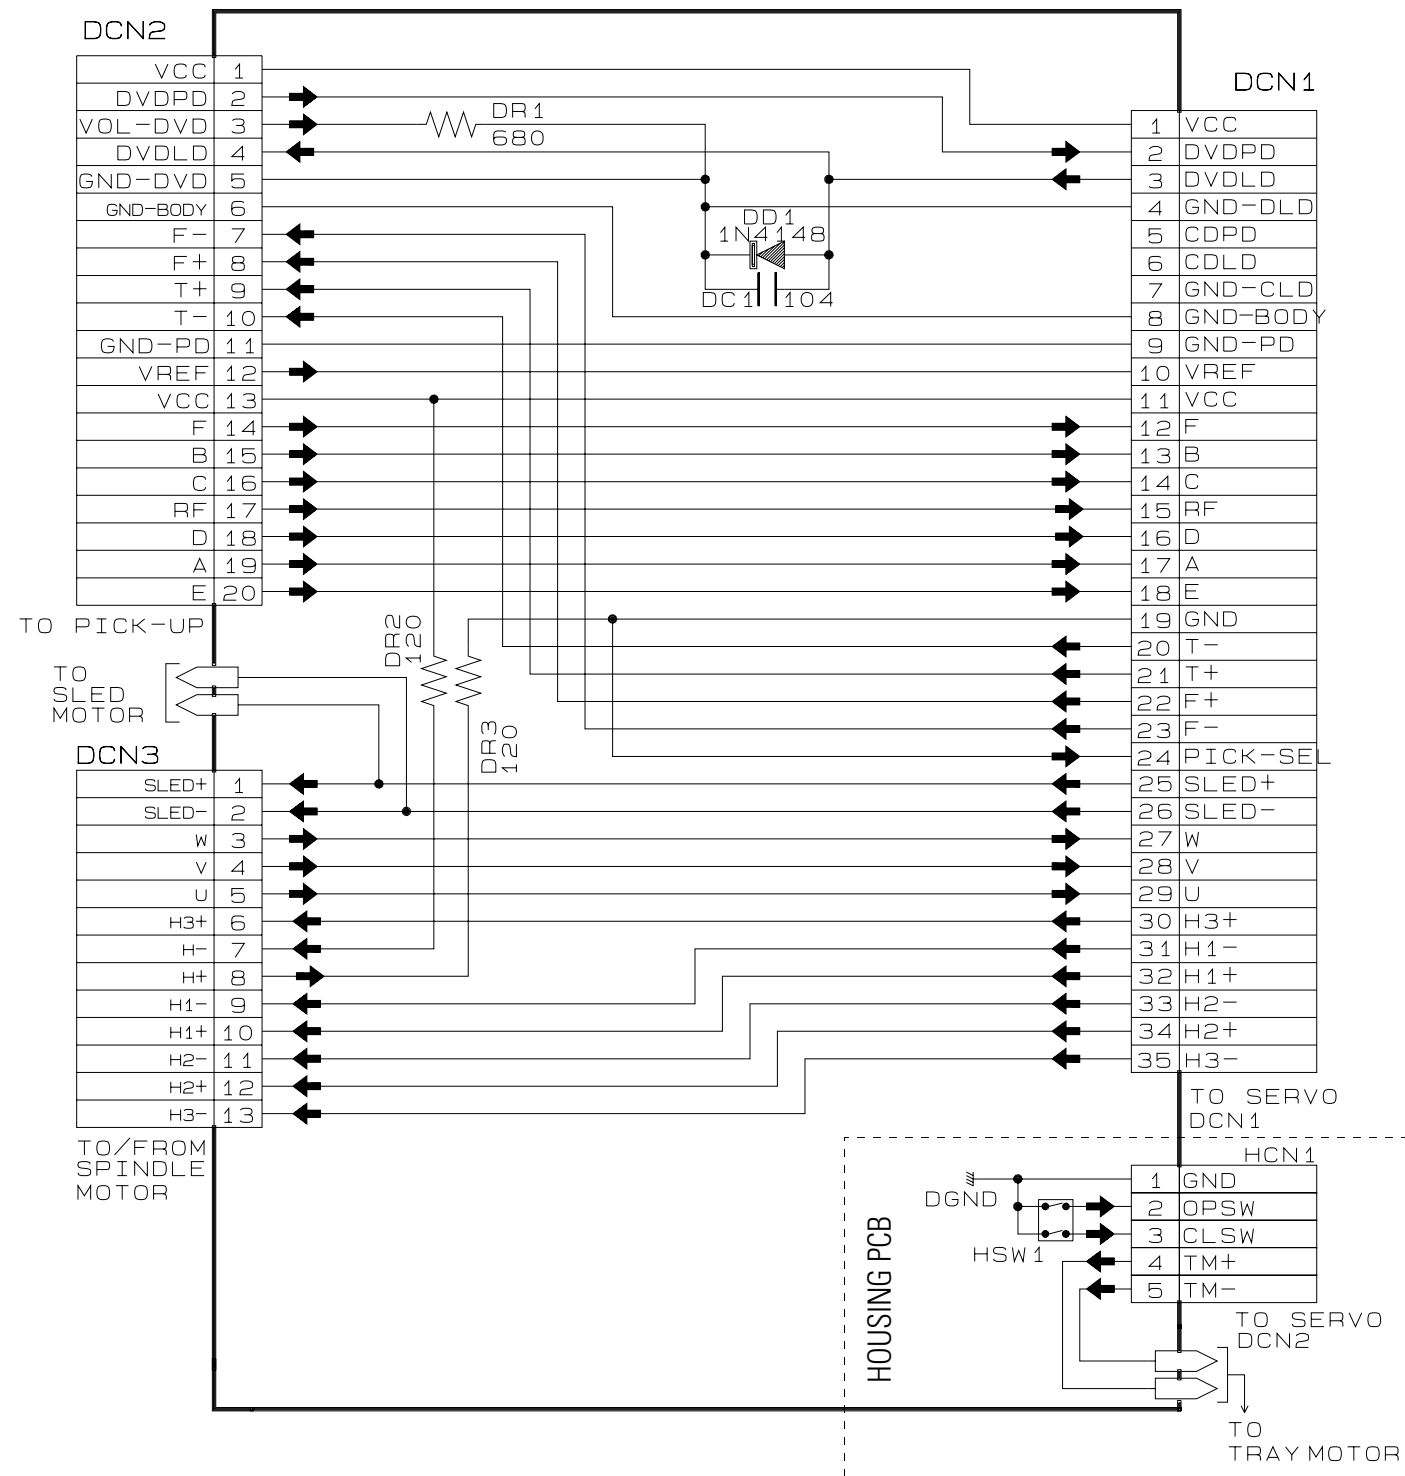 DCN2
VCC 1
DVDPD 2
VOL-DVD 3
DVDLD 4
GND-DVD 5
GND-BODY 6
F- 7
F+ 8
T+ 9
T- 10
GND-PD 11
VREF 12
VCC 13
F 14
B 15
C 16
RF 17
D 18
A 19
E 20
TO PICK-UP
DR1
680
DD1
1N4148
DC1 104
DCN1
1 VCC
2 DVDPD
3 DVDLD
4 GND-DLD
5 CDPD
6 CDLD
7 GND-CLD
8 GND-BODY
9 GND-PD
10 VREF
11 VCC
12 F
13 B
14 C
15 RF
16 D
17 A
18 E
19 GND
20 T-
21 T+
22 F+
23 F-
24 PICK-SEL
25 SLED+
26 SLED-
27 W
28 V
29 U
30 H3+
31 H1-
32 H1+
33 H2-
34 H2+
35 H3-
TO SERVO
DCN1
DR2
120
DR3
120
TO
SLED
MOTOR
DCN3
SLED+ 1
SLED- 2
W 3
V 4
U 5
H3+ 6
H- 7
H+ 8
H1- 9
H1+ 10
H2- 11
H2+ 12
H3- 13
TO/FROM
SPINDLE
MOTOR
HOUSING PCB
HCN1
1 GND
2 OPSW
3 CLSW
4 TM+
5 TM-
DGND
HSW1
TO SERVO
DCN2
TO
TRAY MOTOR